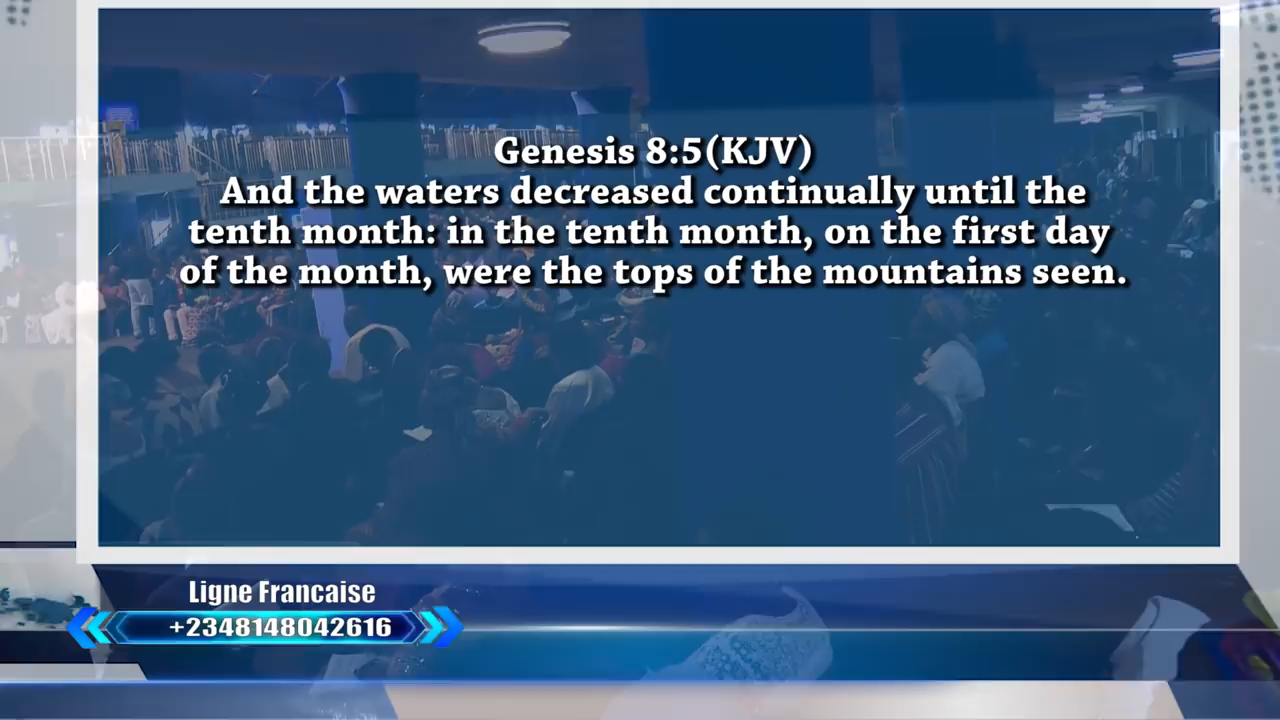 Genesis 8:5(KJV)
And the waters decreased continually until the
tenth month: in the tenth month, on the first day
of the month, were the tops of the mountains seen.
Ligne Francaise
+2348148042616